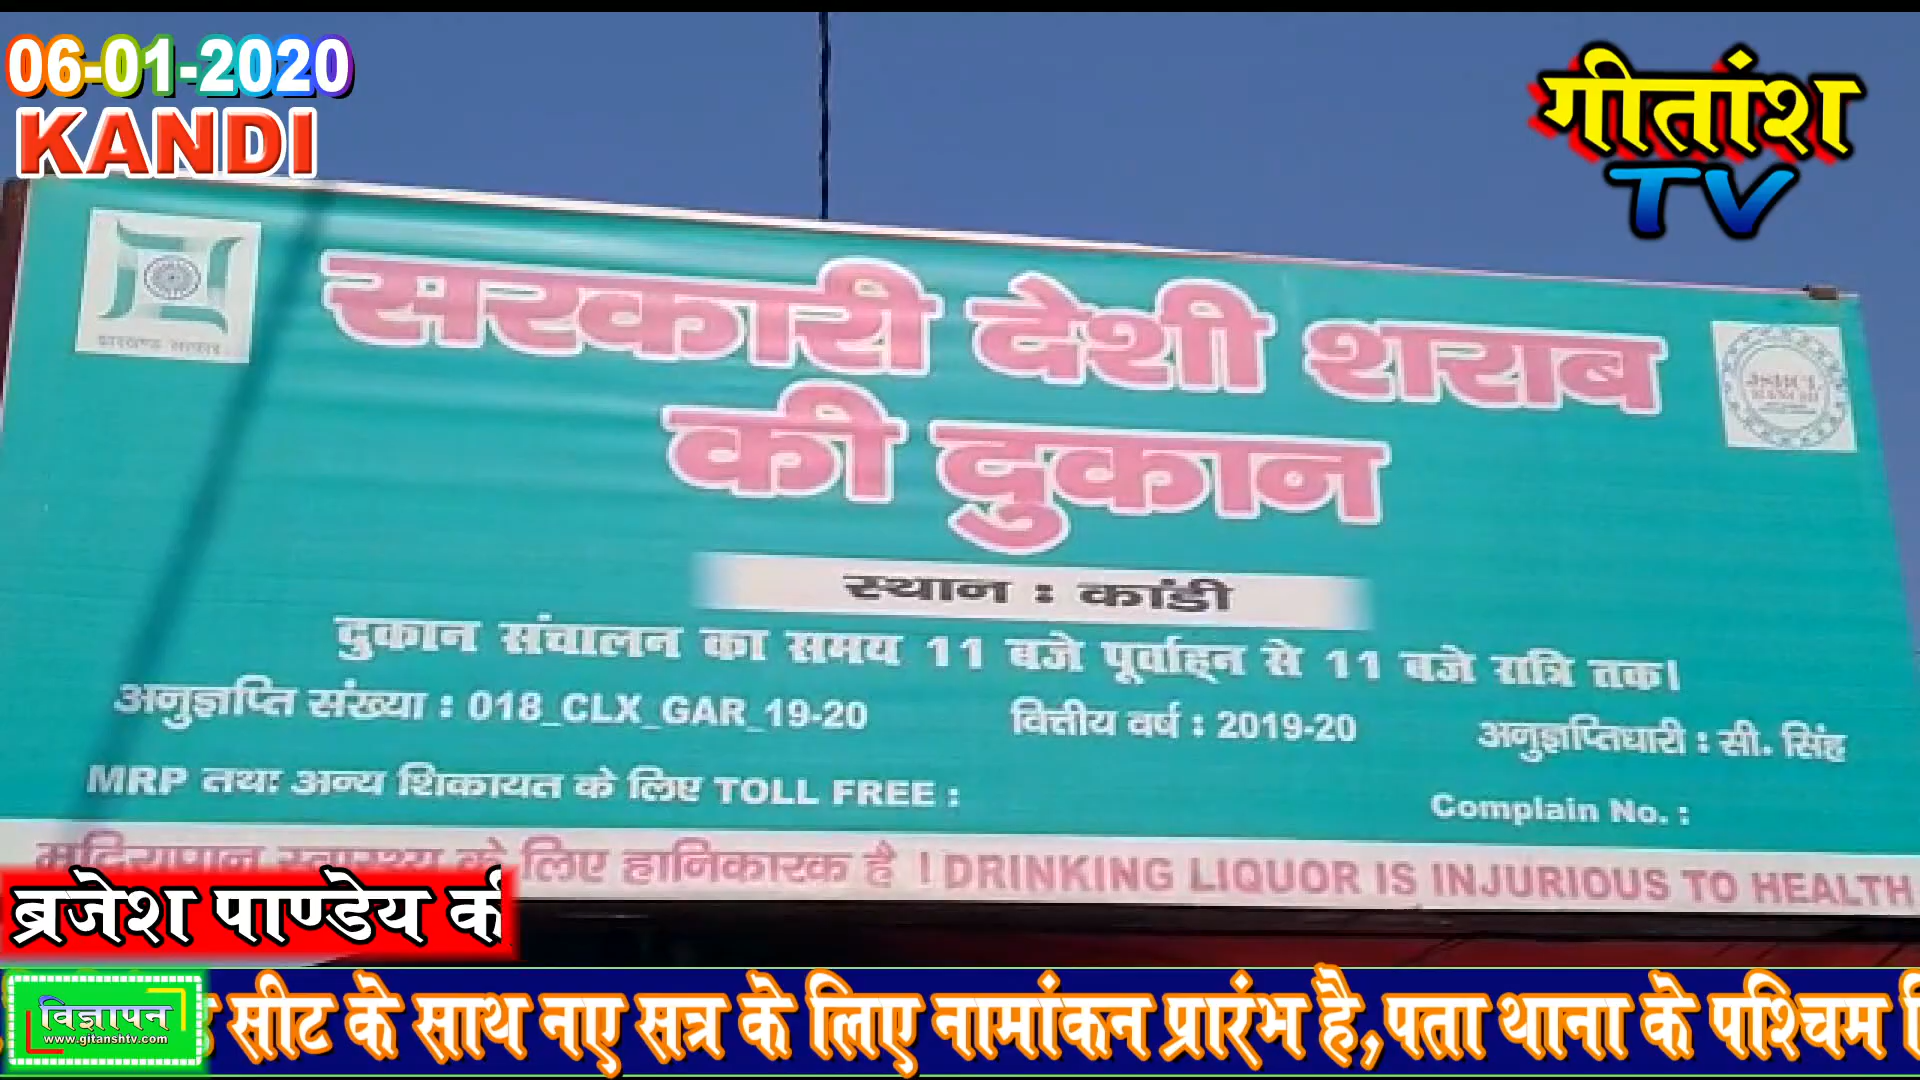 06-01-2020
KANDI
गीतांश
TV
झारखण्ड सरकार
सरकारी देशी शराब
की दुकान
स्थान : कांडी
दुकान संचालन का समय 11 बजे पूर्वाह्न से 11 बजे रात्रि तक।
अनुज्ञप्ति संख्या : 018_CLX_GAR_19-20
वित्तीय वर्ष : 2019-20
अनुज्ञप्तिधारी : सी. सिंह
MRP तथा अन्य शिकायत के लिए TOLL FREE :
Complain No. :
मदिरापान स्वास्थ्य के लिए हानिकारक है ! DRINKING LIQUOR IS INJURIOUS TO HEALTH
ब्रजेश पाण्डेय की
विज्ञापन
www.gitanshtv.com
सीट के साथ नए सत्र के लिए नामांकन प्रारंभ है,पता थाना के पश्चिम